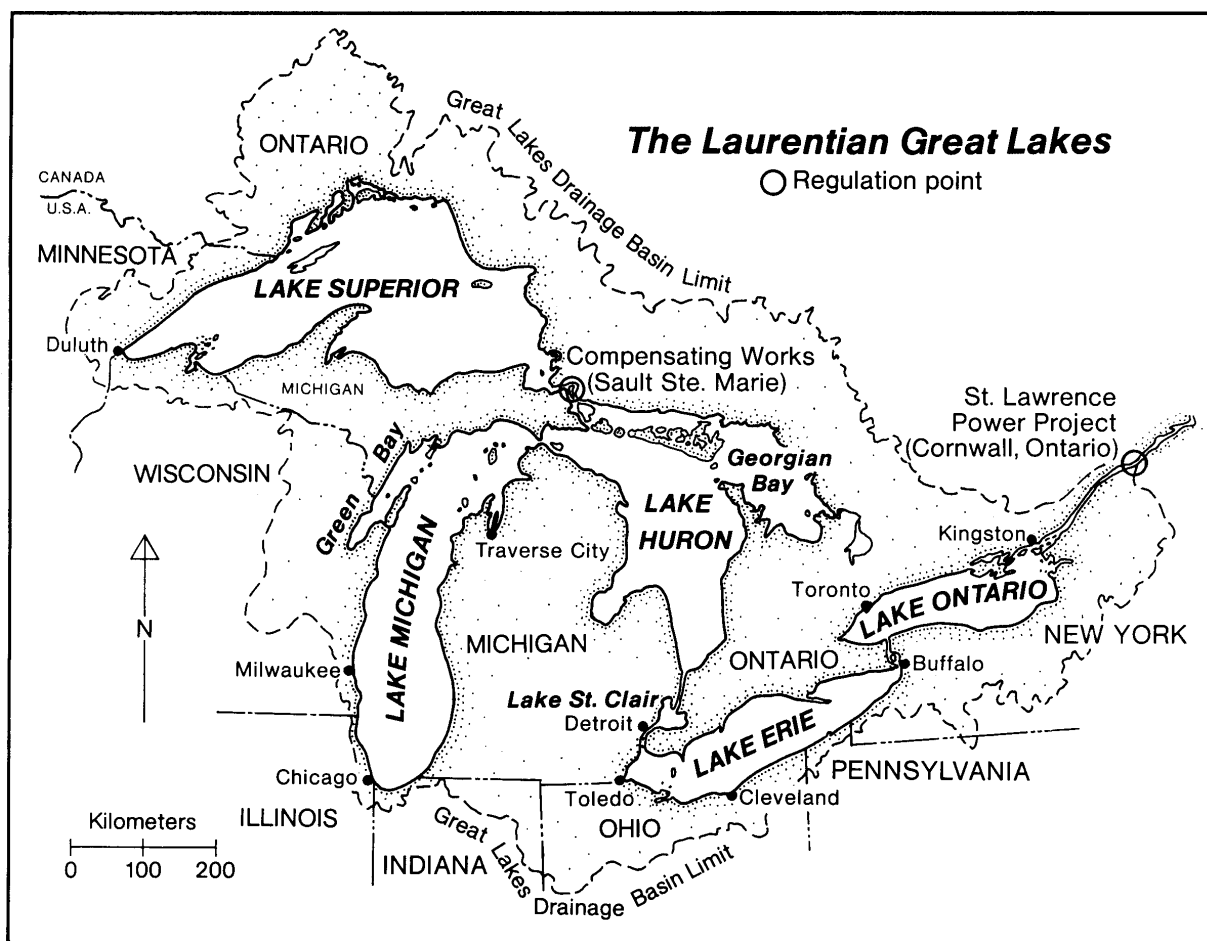 The Laurentian Great Lakes
Regulation point
Great Lakes Drainage Basin Limit
ONTARIO
CANADA
U.S.A.
MINNESOTA
LAKE SUPERIOR
Duluth
Compensating Works
(Sault Ste. Marie)
MICHIGAN
St. Lawrence
Power Project
(Cornwall, Ontario)
WISCONSIN
Green Bay
Georgian
Bay
LAKE
HURON
Traverse City
Kingston
N
LAKE MICHIGAN
Toronto
LAKE ONTARIO
MICHIGAN
NEW YORK
ONTARIO
Milwaukee
Buffalo
Lake St. Clair
Detroit
LAKE ERIE
PENNSYLVANIA
Chicago
Toledo
Cleveland
ILLINOIS
OHIO
INDIANA
Great Lakes
Drainage Basin Limit
Kilometers
0 100 200